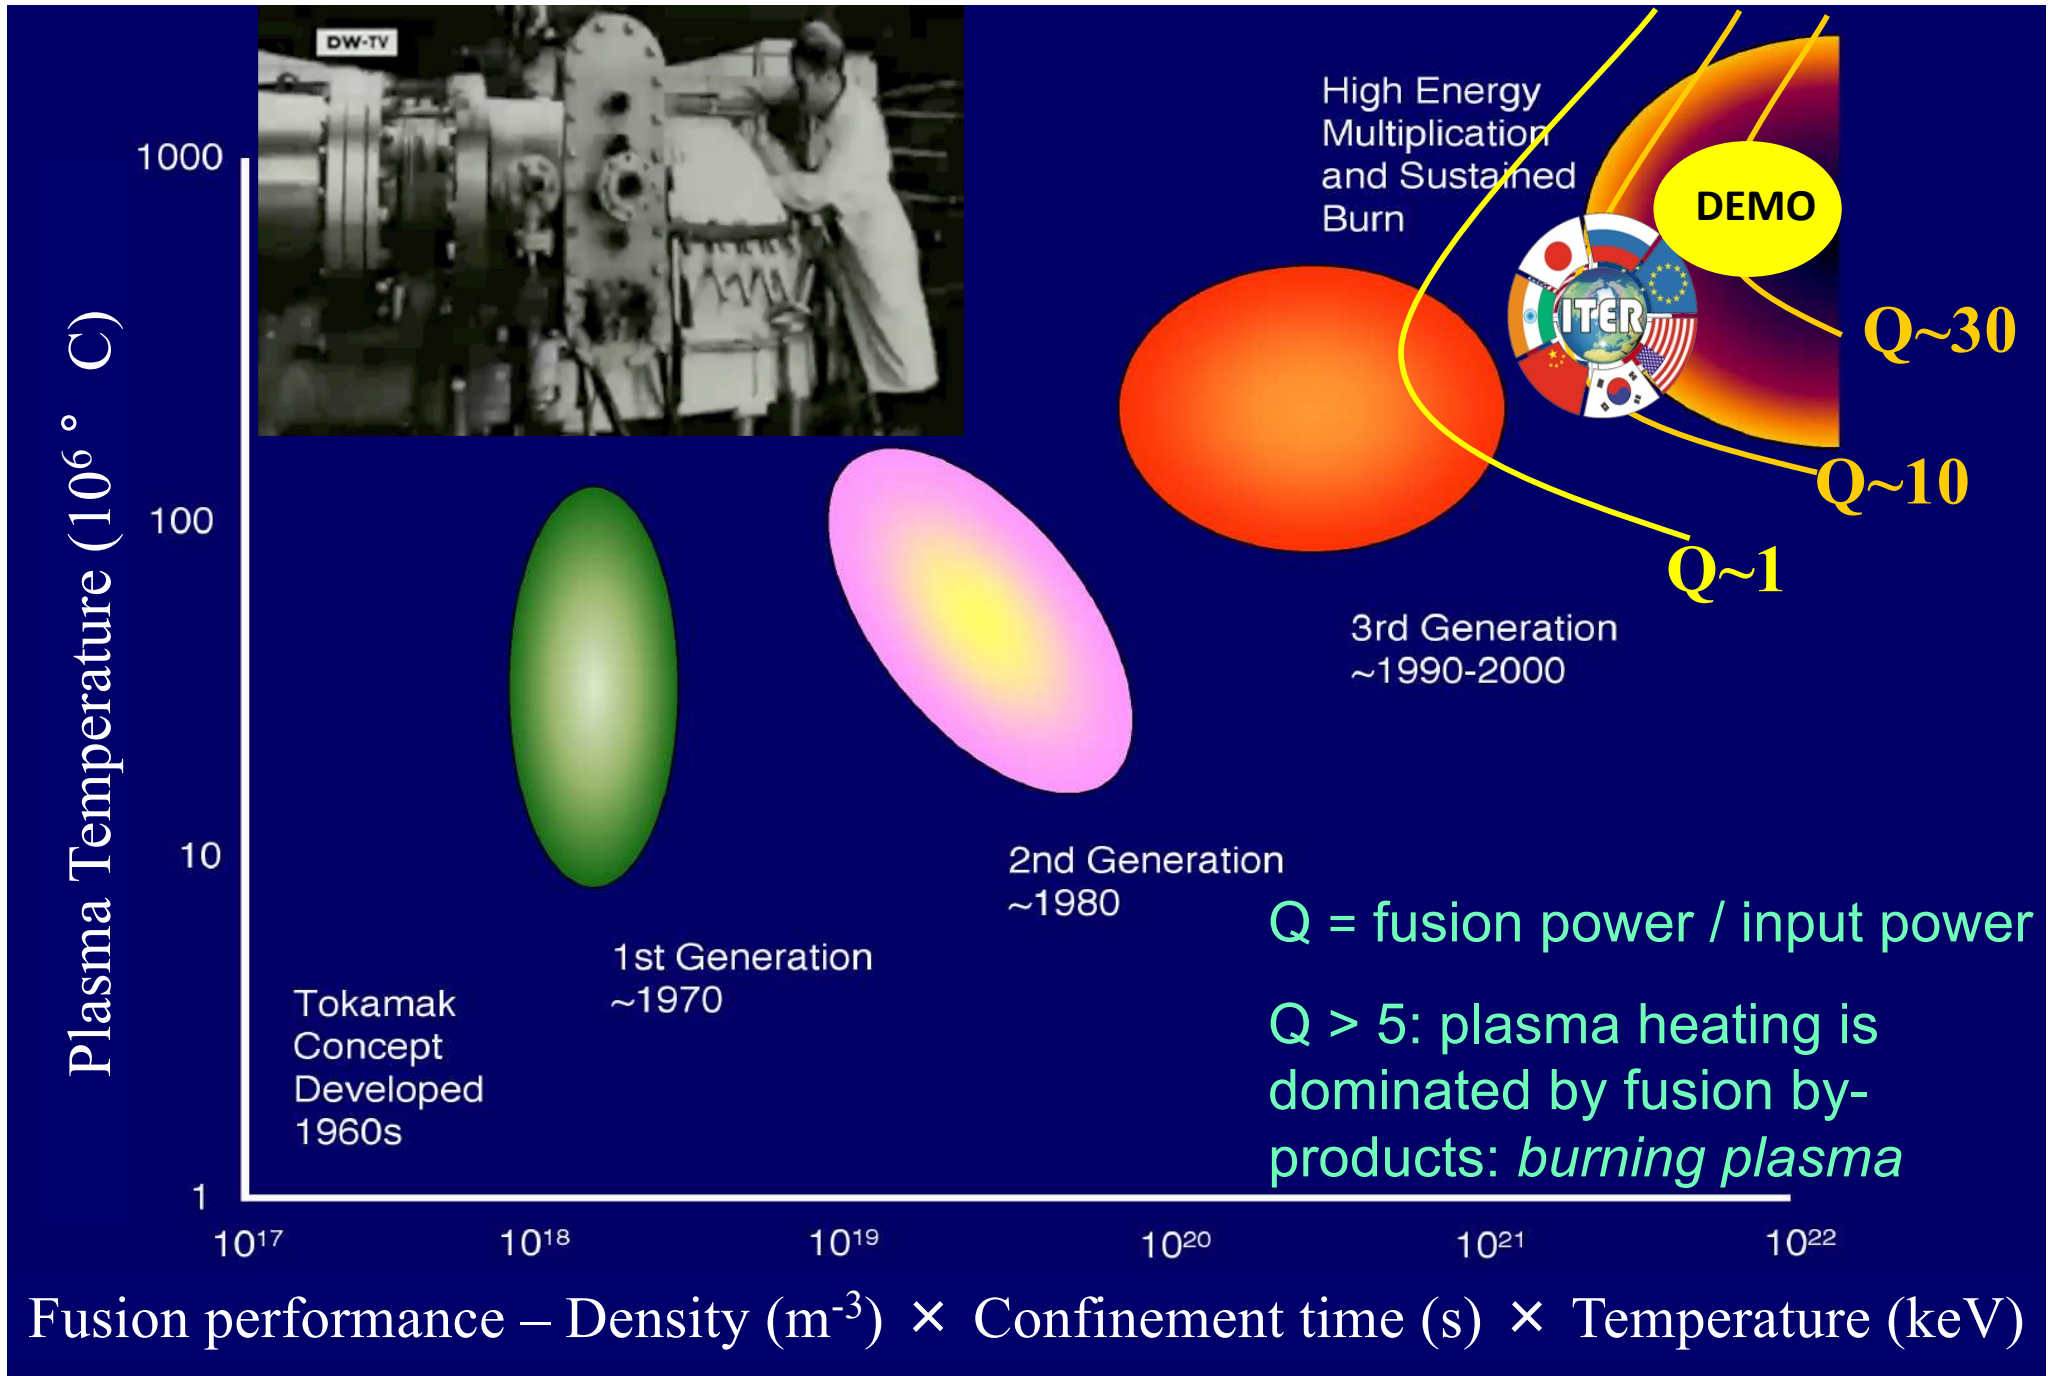 DW-TV
High Energy
Multiplication
and Sustained
Burn
DEMO
ITER
Q~30
Q~10
Q~1
1000
100
10
1
Plasma Temperature (10⁶ ° C)
3rd Generation
~1990-2000
2nd Generation
~1980
1st Generation
~1970
Tokamak
Concept
Developed
1960s
Q = fusion power / input power
Q > 5: plasma heating is
dominated by fusion by-
products: burning plasma
10¹⁷ 10¹⁸ 10¹⁹ 10²⁰ 10²¹ 10²²
Fusion performance – Density (m⁻³) × Confinement time (s) × Temperature (keV)